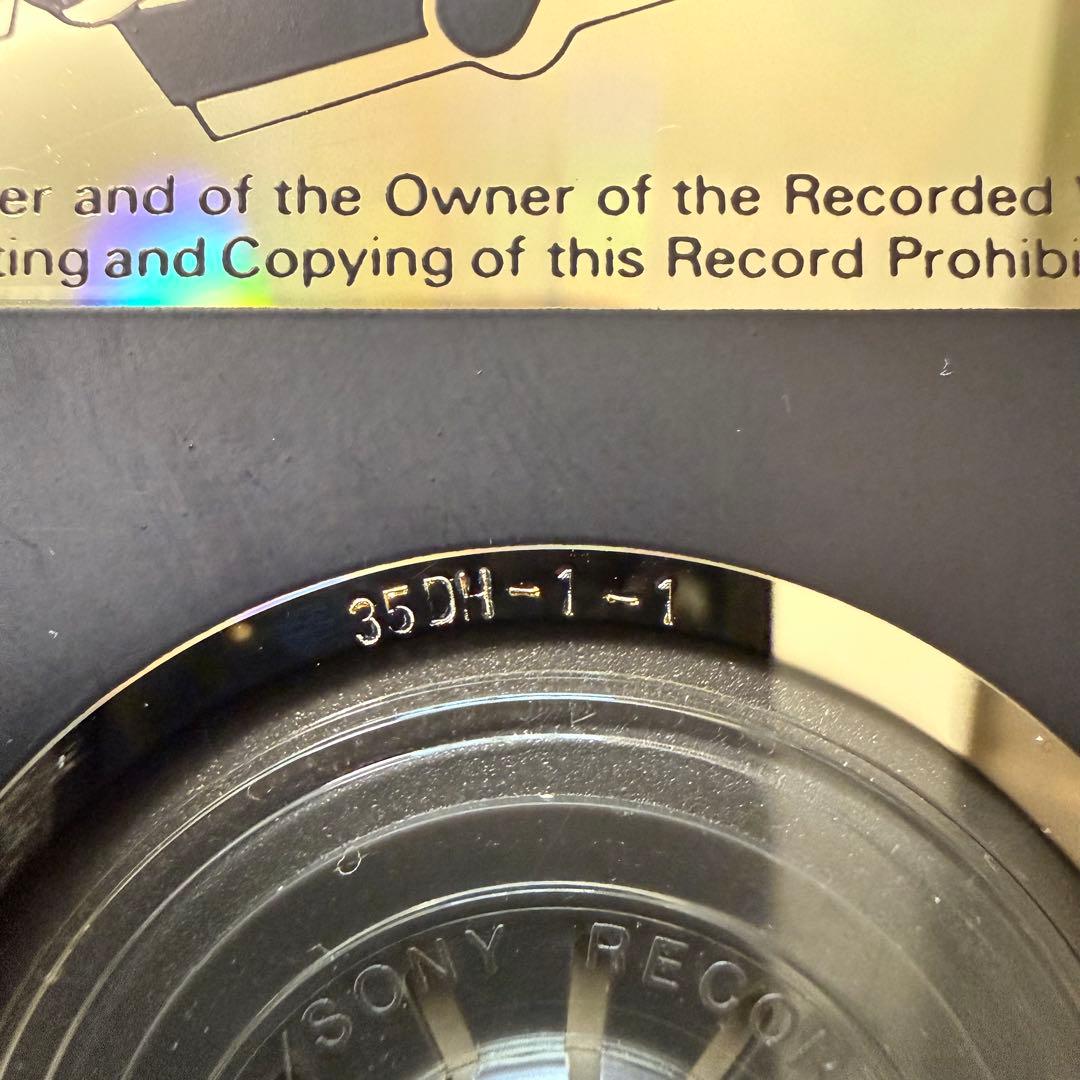 er and of the Owner of the Recorded
ting and Copying of this Record Prohibi
35DH-1-1
SONY RECO